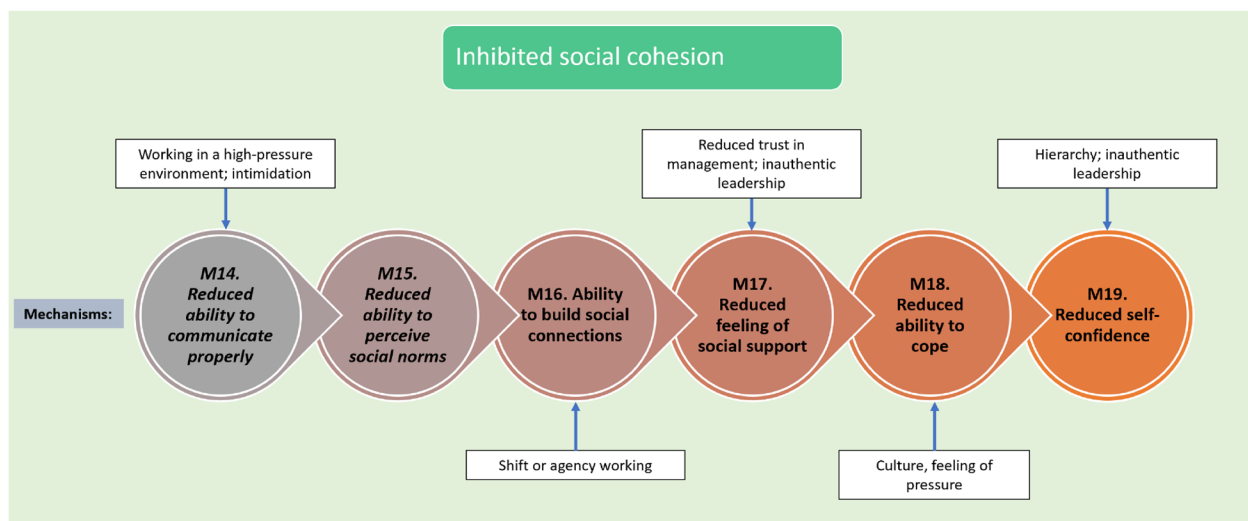 Inhibited social cohesion
Working in a high-pressure
environment; intimidation
Reduced trust in
management; inauthentic
leadership
Hierarchy; inauthentic
leadership
Mechanisms:
M14.
Reduced
ability to
communicate
properly
M15.
Reduced
ability to
perceive
social norms
M16. Ability
to build social
connections
M17.
Reduced
feeling of
social support
M18.
Reduced
ability to
cope
M19.
Reduced self-
confidence
Shift or agency working
Culture, feeling of
pressure